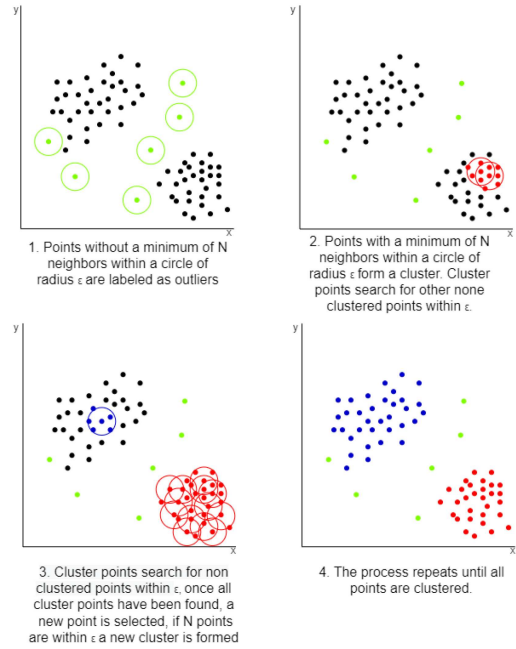 y
x
1. Points without a minimum of N
neighbors within a circle of
radius ε are labeled as outliers
y
x
2. Points with a minimum of N
neighbors within a circle of
radius ε form a cluster. Cluster
points search for other none
clustered points within ε.
y
x
3. Cluster points search for non
clustered points within ε, once all
cluster points have been found, a
new point is selected, if N points
are within ε a new cluster is formed
y
x
4. The process repeats until all
points are clustered.